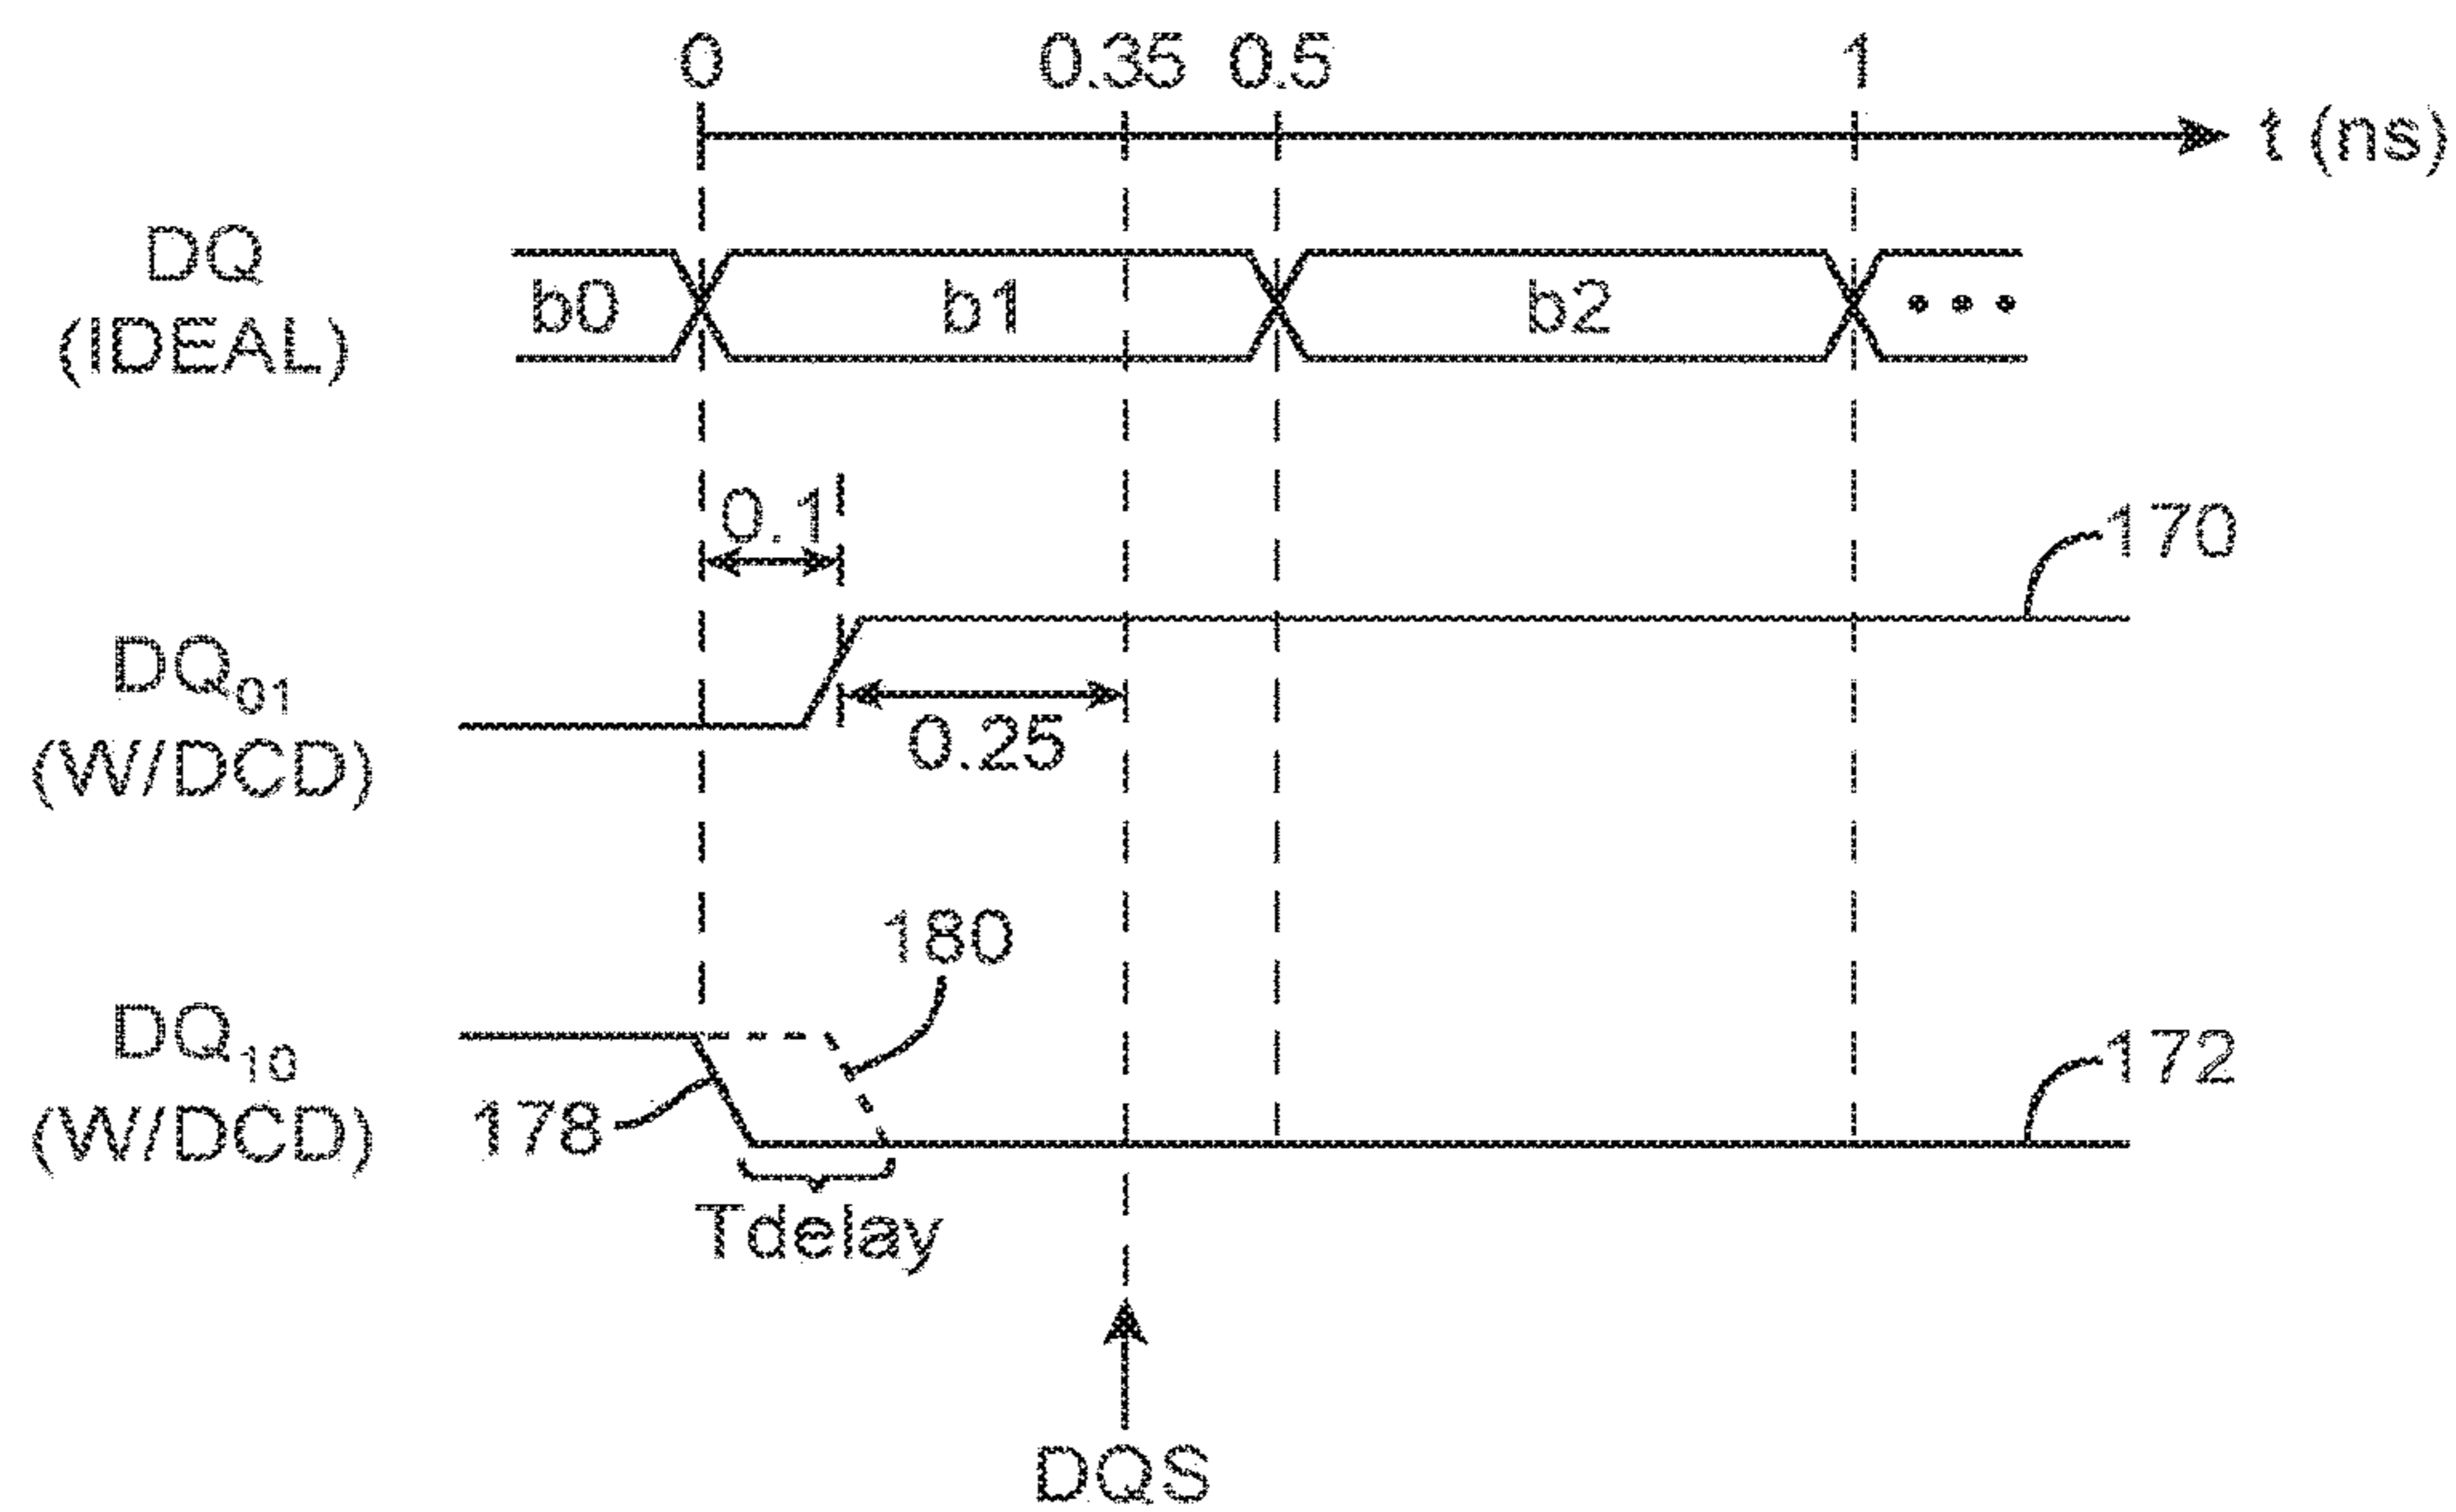 0 0.35 0.5 1
t (ns)
DQ
(IDEAL)
b0 b1 b2
0.1
170
DQ01
(W/DCD)
0.25
180
DQ10
(W/DCD)
178
172
Tdelay
DQS